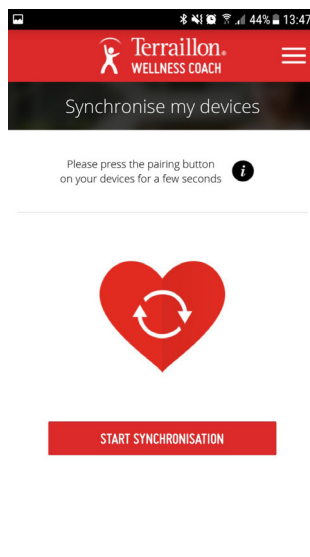 44% 13:47
Terraillon®
WELLNESS COACH
Synchronise my devices
Please press the pairing button
on your devices for a few seconds
i
START SYNCHRONISATION